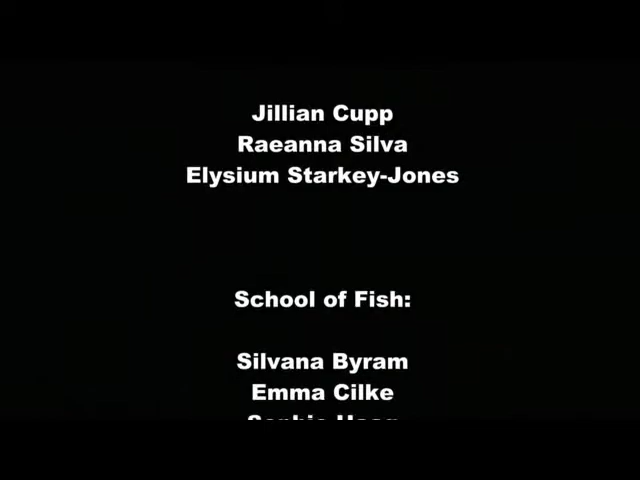 Jillian Cupp
Raeanna Silva
Elysium Starkey-Jones
School of Fish:
Silvana Byram
Emma Cilke